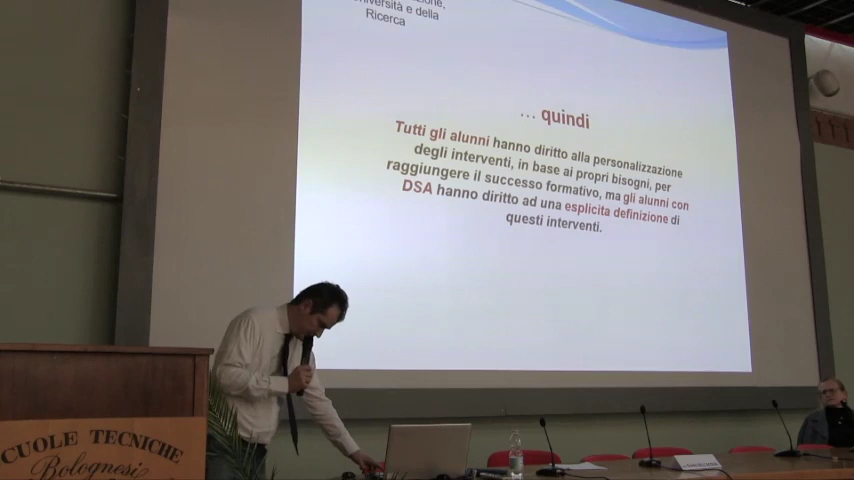 Ricerca
… quindi
Tutti gli alunni hanno diritto alla personalizzazione
degli interventi, in base ai propri bisogni, per
raggiungere il successo formativo, ma gli alunni con
DSA hanno diritto ad una esplicita definizione di
questi interventi.
CUOLE TECNICHE
Bolognesi